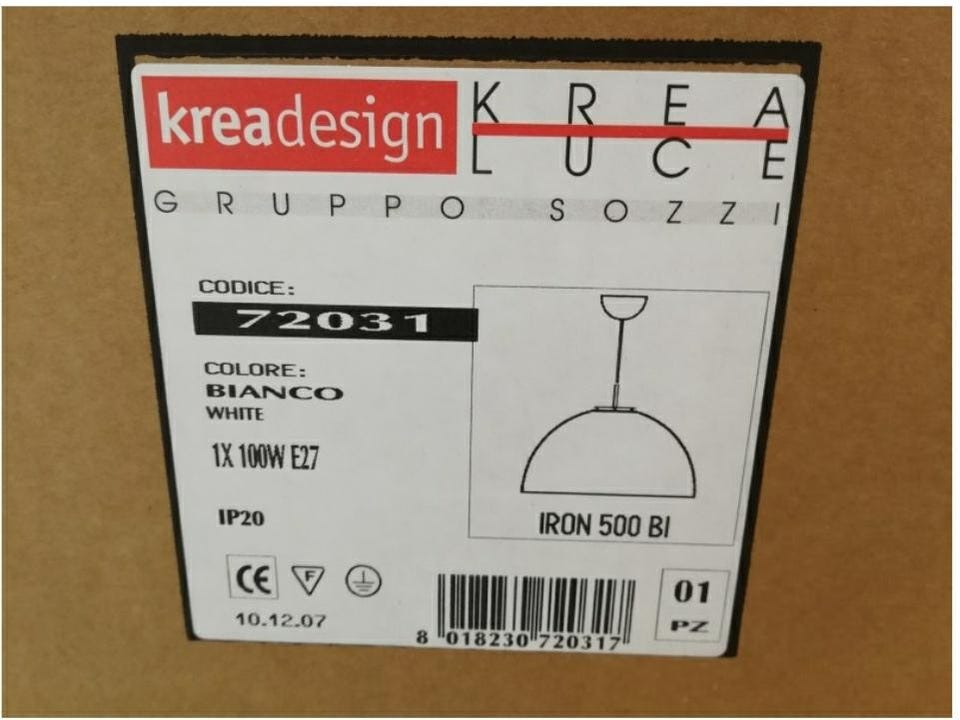 kreadesign
KREA
LUCE
GRUPPO SOZZI
CODICE:
72031
COLORE:
BIANCO
WHITE
1X 100W E27
IP20
IRON 500 BI
CE F
10.12.07
8 018230 720317
01
PZ